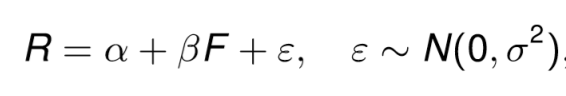 R = α + βF + ε, ε ∼ N(0, σ²),